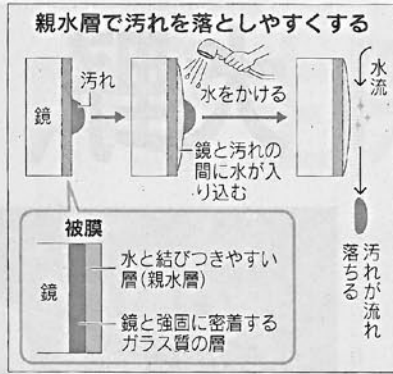 親水層で汚れを落としやすくする
鏡
汚れ
水をかける
鏡と汚れの
間に水が入
り込む
水流
汚れが流れ
落ちる
被膜
鏡
水と結びつきやすい
層(親水層)
鏡と強固に密着する
ガラス質の層